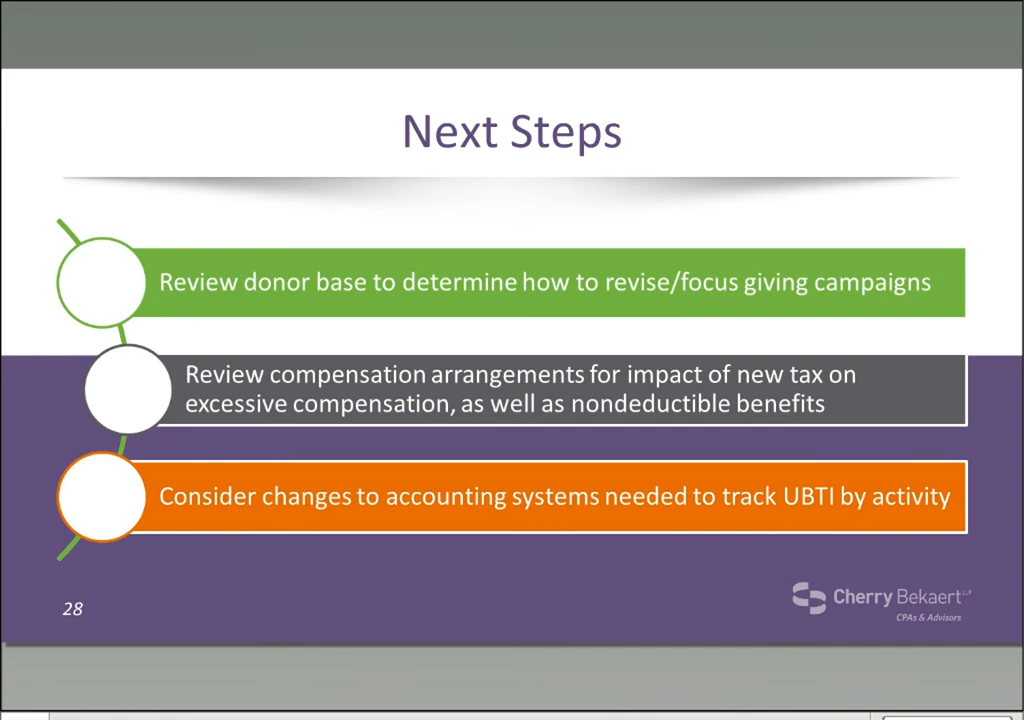 Next Steps
Review donor base to determine how to revise/focus giving campaigns
Review compensation arrangements for impact of new tax on
excessive compensation, as well as nondeductible benefits
Consider changes to accounting systems needed to track UBTI by activity
28
Cherry Bekaert LLP
CPAs & Advisors